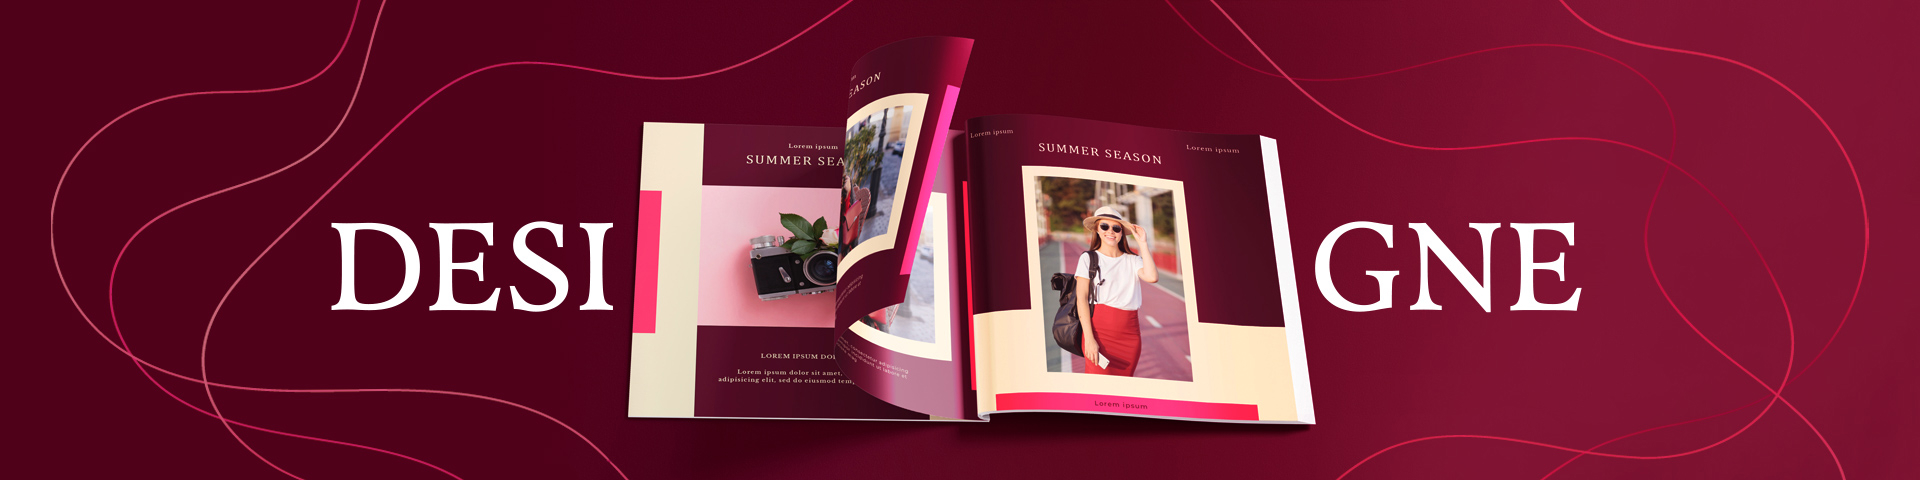 DESI
GNE
Lorem ipsum
SUMMER SEA
LOREM IPSUM DOL
Lorem ipsum dolor sit amet,
adipisicing elit, sed do eiusmod tem
EASON
Lorem ipsum
SUMMER SEASON
Lorem ipsum
Lorem ipsum